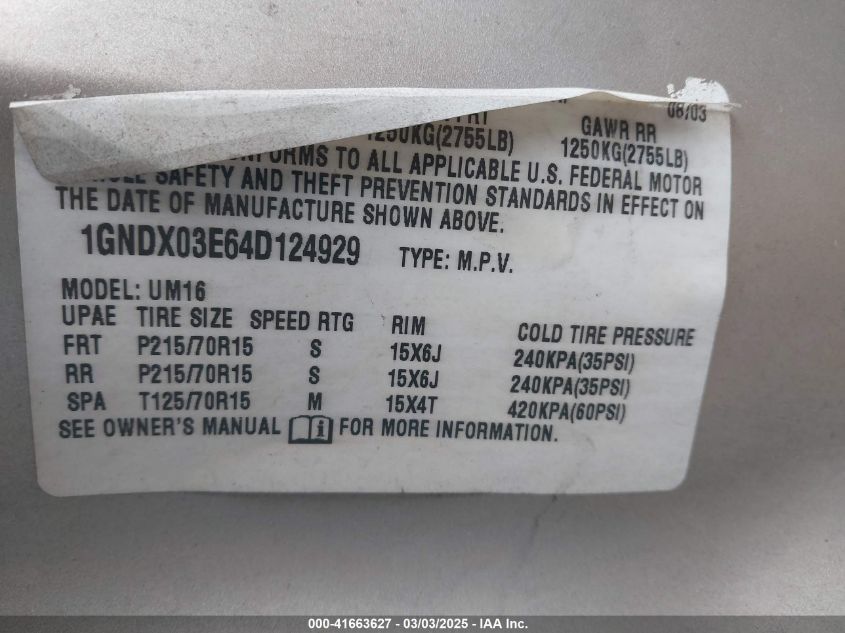 08/03
GAWR RR
1250KG(2755LB) 1250KG(2755LB)
TO ALL APPLICABLE U.S. FEDERAL MOTOR
SAFETY AND THEFT PREVENTION STANDARDS IN EFFECT ON
THE DATE OF MANUFACTURE SHOWN ABOVE.
1GNDX03E64D124929 TYPE: M.P.V.
MODEL: UM16
UPAE TIRE SIZE SPEED RTG RIM COLD TIRE PRESSURE
FRT P215/70R15 S 15X6J 240KPA(35PSI)
RR P215/70R15 S 15X6J 240KPA(35PSI)
SPA T125/70R15 M 15X4T 420KPA(60PSI)
SEE OWNER'S MANUAL i FOR MORE INFORMATION.
000-41663627 - 03/03/2025 - IAA Inc.